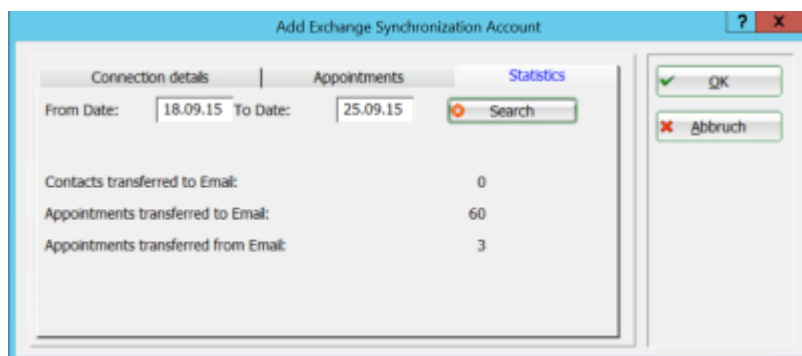 Add Exchange Synchronization Account
? X
Connection details | Appointments Statistics
From Date: 18.09.15 To Date: 25.09.15 Search
OK
Abbruch
Contacts transferred to Email: 0
Appointments transferred to Email: 60
Appointments transferred from Email: 3